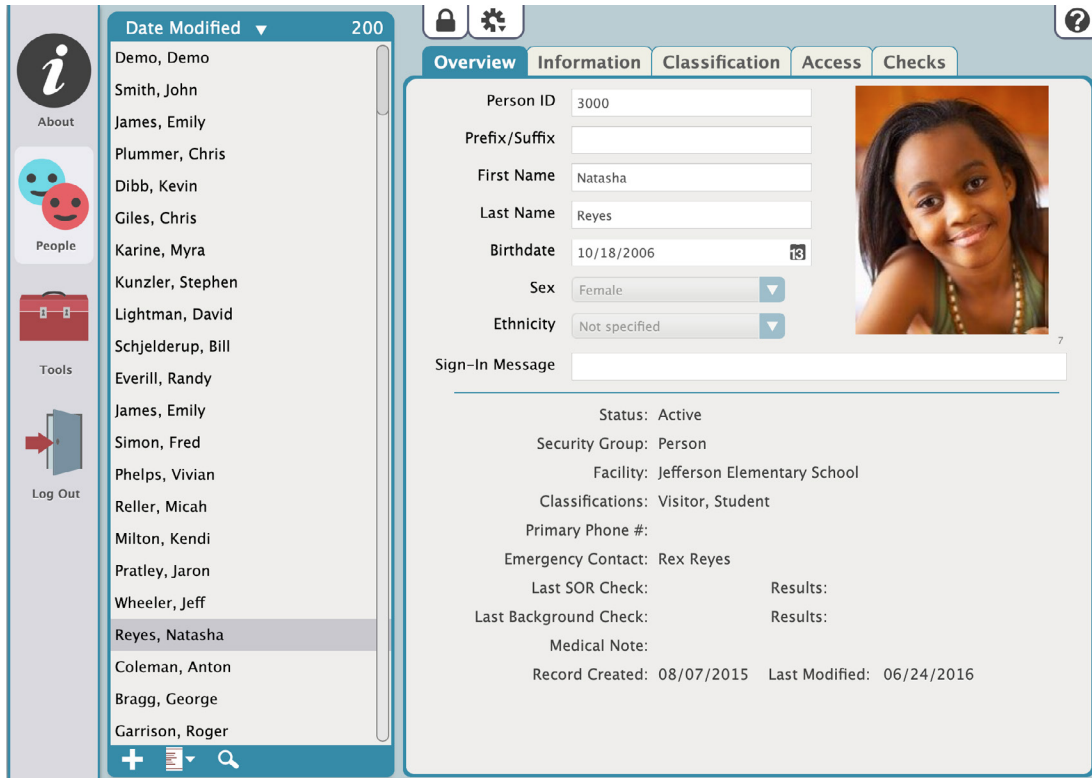 About
People
Tools
Log Out
Date Modified 200
Demo, Demo
Smith, John
James, Emily
Plummer, Chris
Dibb, Kevin
Giles, Chris
Karine, Myra
Kunzler, Stephen
Lightman, David
Schjelderup, Bill
Everill, Randy
James, Emily
Simon, Fred
Phelps, Vivian
Reller, Micah
Milton, Kendi
Pratley, Jaron
Wheeler, Jeff
Reyes, Natasha
Coleman, Anton
Bragg, George
Garrison, Roger
Overview Information Classification Access Checks
Person ID 3000
Prefix/Suffix
First Name Natasha
Last Name Reyes
Birthdate 10/18/2006 13
Sex Female
Ethnicity Not specified
7
Sign-In Message
Status: Active
Security Group: Person
Facility: Jefferson Elementary School
Classifications: Visitor, Student
Primary Phone #:
Emergency Contact: Rex Reyes
Last SOR Check: Results:
Last Background Check: Results:
Medical Note:
Record Created: 08/07/2015 Last Modified: 06/24/2016